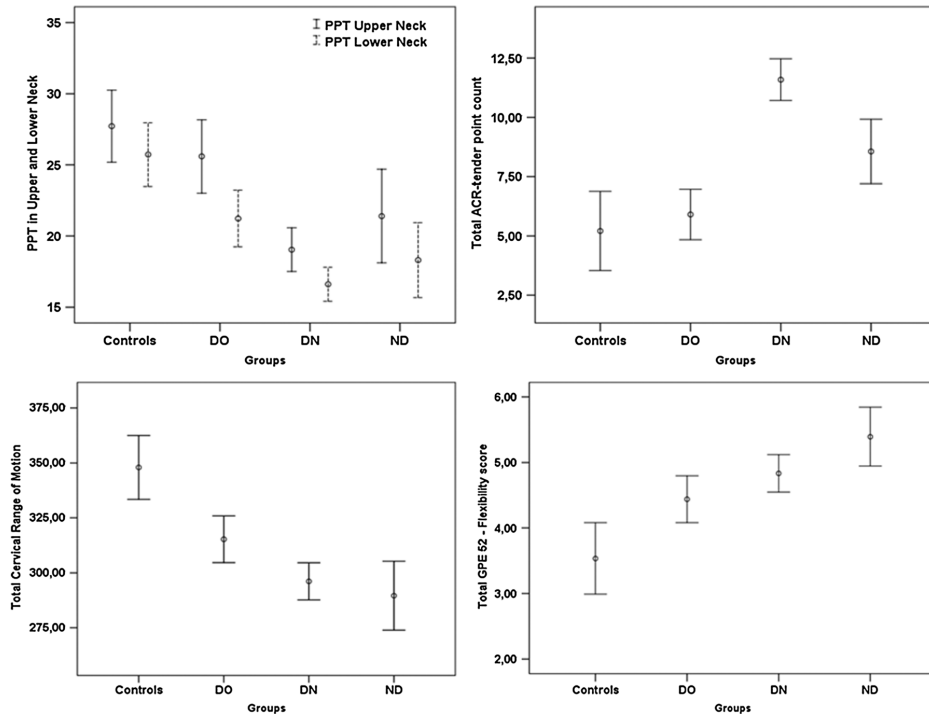 PPT Upper Neck
PPT Lower Neck
PPT in Upper and Lower Neck
35
30
25
20
15
Controls DO DN ND
Groups
Total ACR-tender point count
12,50
10,00
7,50
5,00
2,50
Controls DO DN ND
Groups
Total Cervical Range of Motion
375,00
350,00
325,00
300,00
275,00
Controls DO DN ND
Groups
Total GPE 52 - Flexibility score
6,00
5,00
4,00
3,00
2,00
Controls DO DN ND
Groups